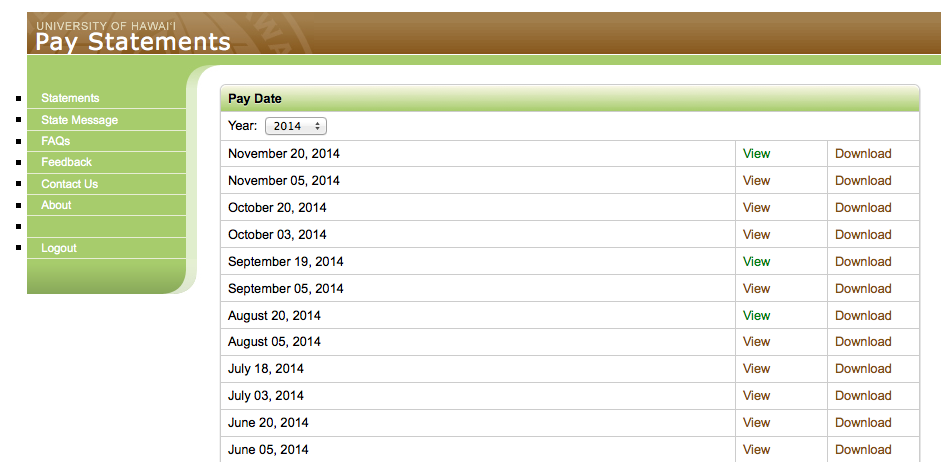 UNIVERSITY OF HAWAI‘I
Pay Statements
Statements
State Message
FAQs
Feedback
Contact Us
About
Logout
Pay Date
Year: 2014
November 20, 2014 View Download
November 05, 2014 View Download
October 20, 2014 View Download
October 03, 2014 View Download
September 19, 2014 View Download
September 05, 2014 View Download
August 20, 2014 View Download
August 05, 2014 View Download
July 18, 2014 View Download
July 03, 2014 View Download
June 20, 2014 View Download
June 05, 2014 View Download